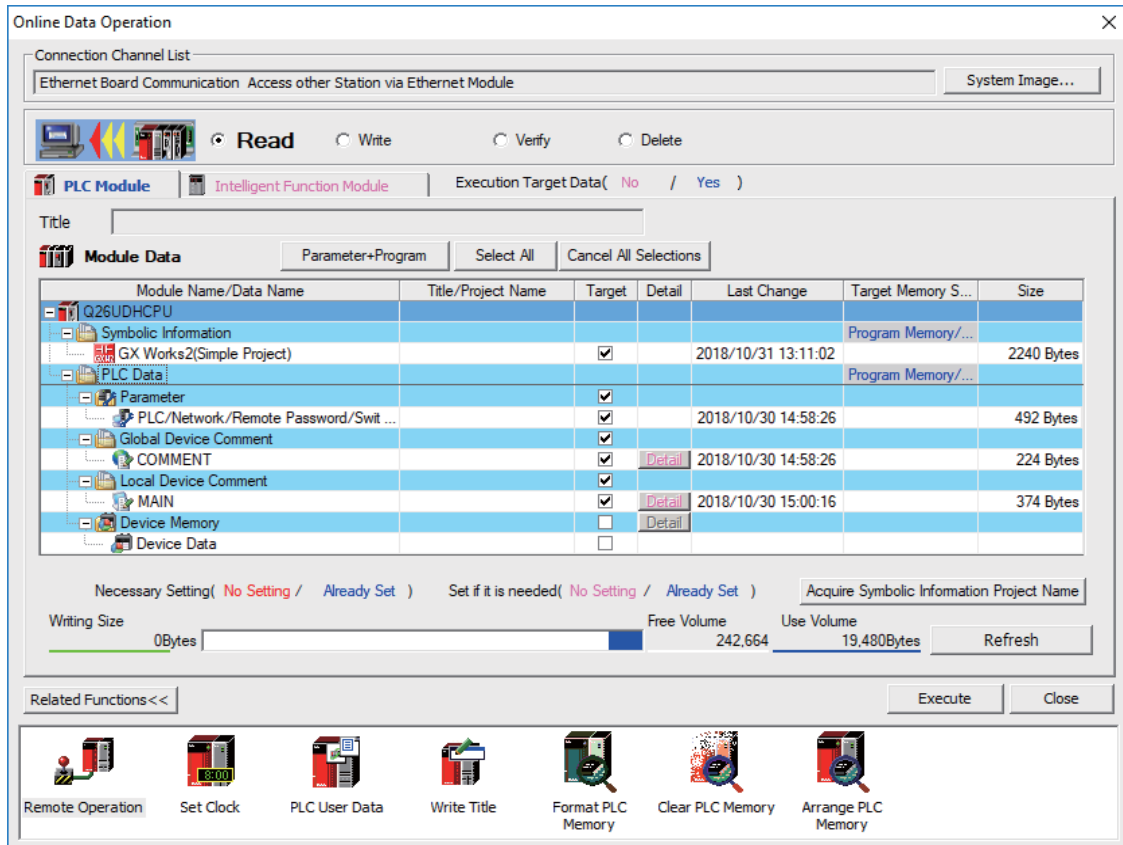 Online Data Operation
Connection Channel List
Ethernet Board Communication Access other Station via Ethernet Module
System Image...
Read Write Verify Delete
PLC Module Intelligent Function Module Execution Target Data( No / Yes )
Title
Module Data Parameter+Program Select All Cancel All Selections
Module Name/Data Name Title/Project Name Target Detail Last Change Target Memory S... Size
Q26UDHCPU
Symbolic Information Program Memory/...
GX Works2(Simple Project) 2018/10/31 13:11:02 2240 Bytes
PLC Data Program Memory/...
Parameter
PLC/Network/Remote Password/Swit ... 2018/10/30 14:58:26 492 Bytes
Global Device Comment
COMMENT Detail 2018/10/30 14:58:26 224 Bytes
Local Device Comment
MAIN Detail 2018/10/30 15:00:16 374 Bytes
Device Memory Detail
Device Data
Necessary Setting( No Setting / Already Set ) Set if it is needed( No Setting / Already Set ) Acquire Symbolic Information Project Name
Writing Size Free Volume Use Volume
0Bytes 242,664 19,480Bytes Refresh
Related Functions<< Execute Close
8:00
Remote Operation Set Clock PLC User Data Write Title Format PLC Memory Clear PLC Memory Arrange PLC Memory